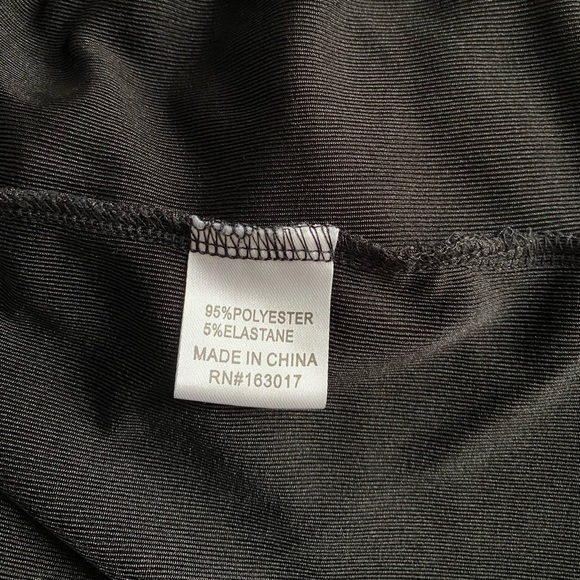 95%POLYESTER
5%ELASTANE
MADE IN CHINA
RN#163017